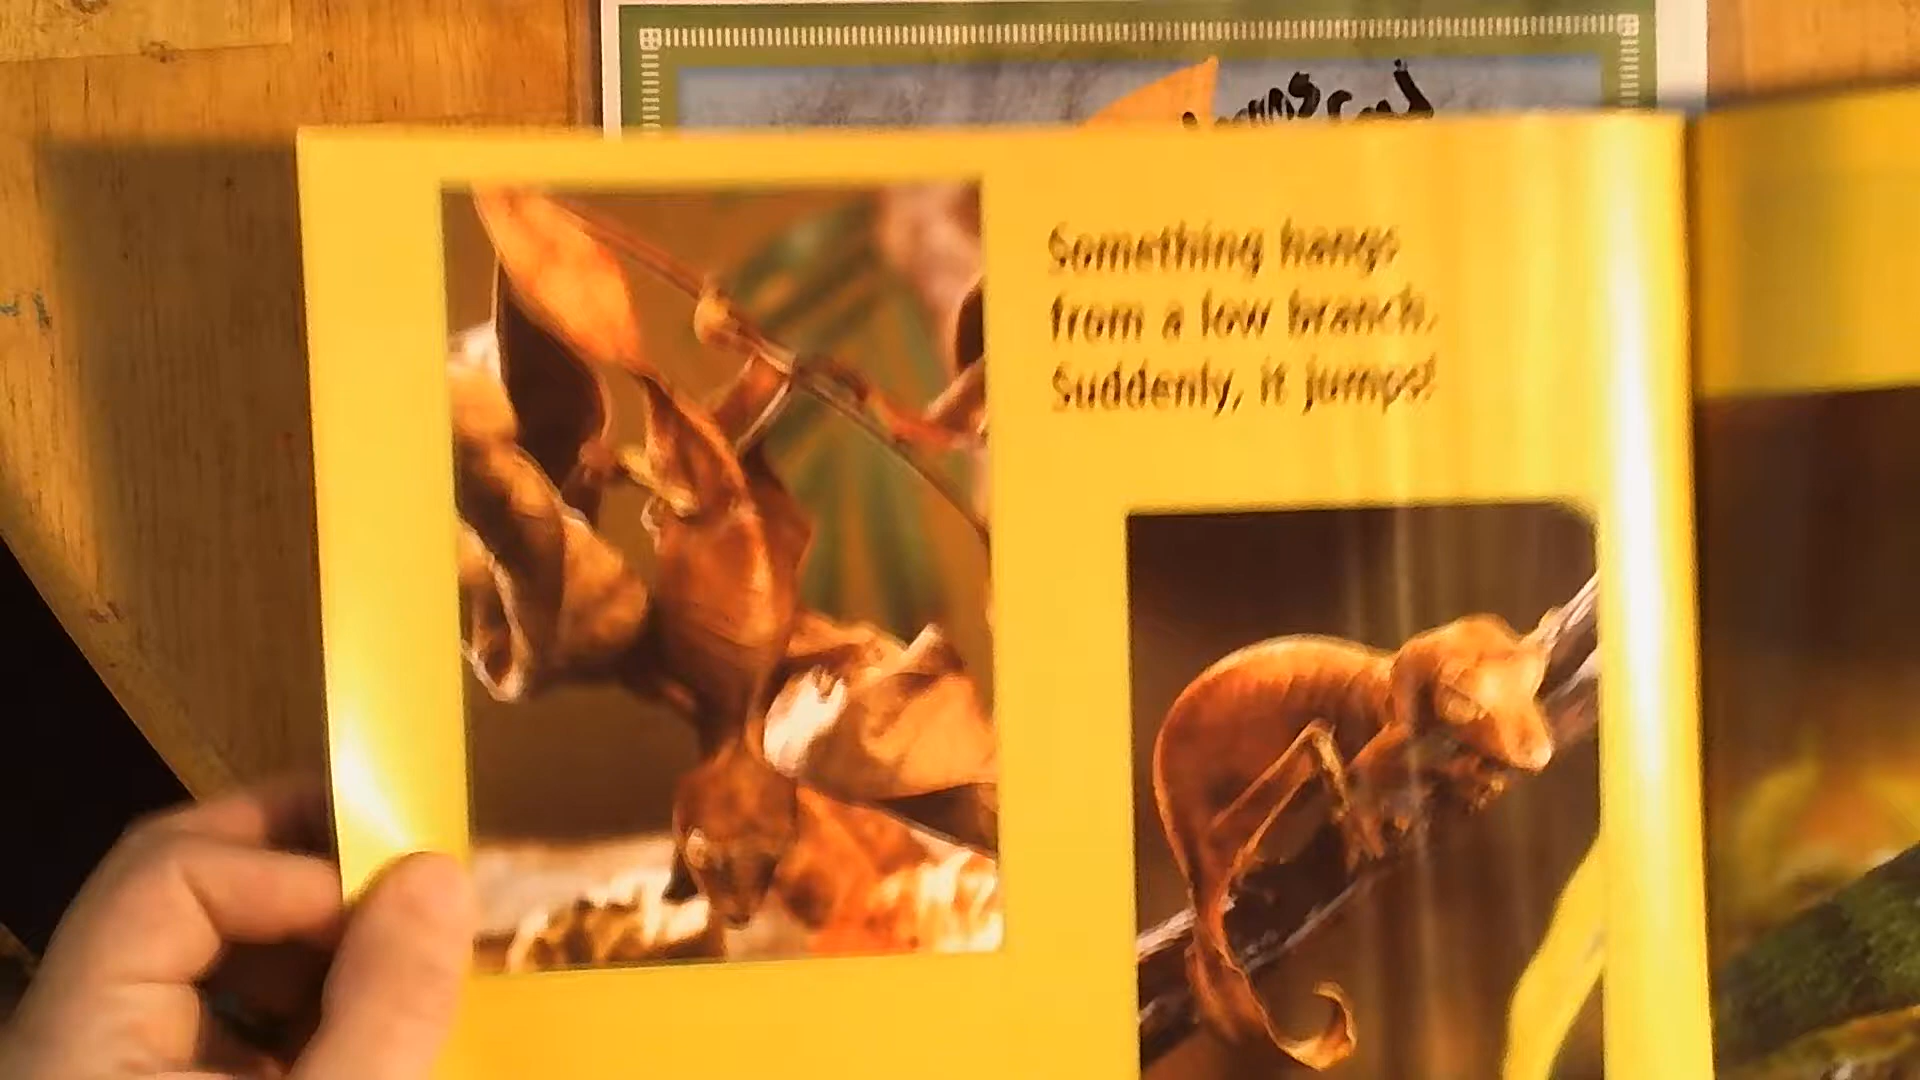 Something hangs
from a low branch.
Suddenly, it jumps!